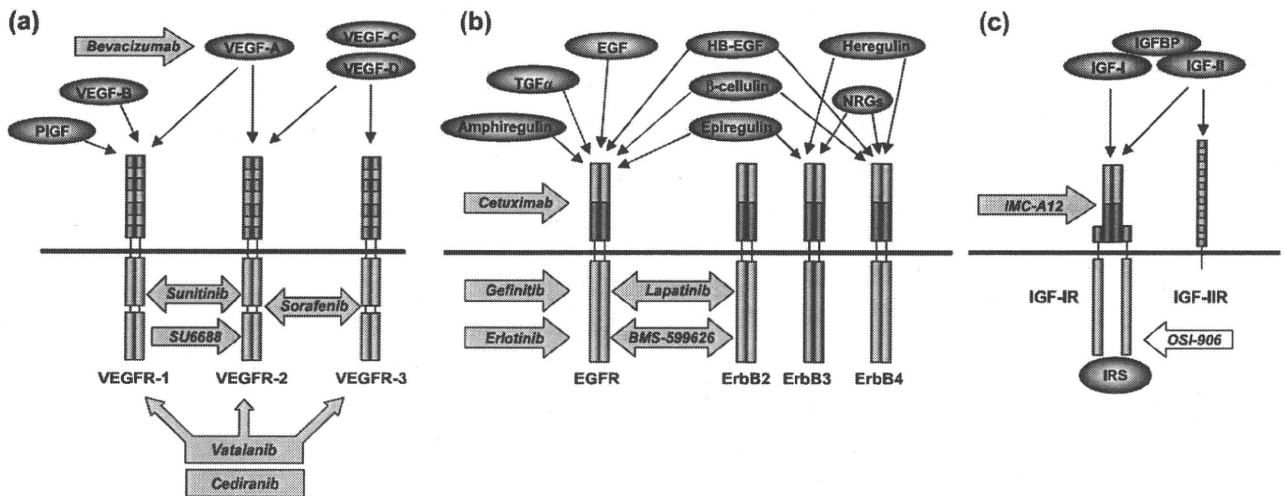 (a)
Bevacizumab
VEGF-A
VEGF-C
VEGF-D
VEGF-B
PlGF
Sunitinib
Sorafenib
SU6688
VEGFR-1
VEGFR-2
VEGFR-3
Vatalanib
Cediranib
(b)
EGF
HB-EGF
Heregulin
TGFα
β-cellulin
NRGs
Amphiregulin
Epiregulin
Cetuximab
Gefinitib
Lapatinib
Erlotinib
BMS-599626
EGFR
ErbB2
ErbB3
ErbB4
(c)
IGFBP
IGF-I
IGF-II
IMC-A12
IGF-IR
IGF-IIR
OSI-906
IRS